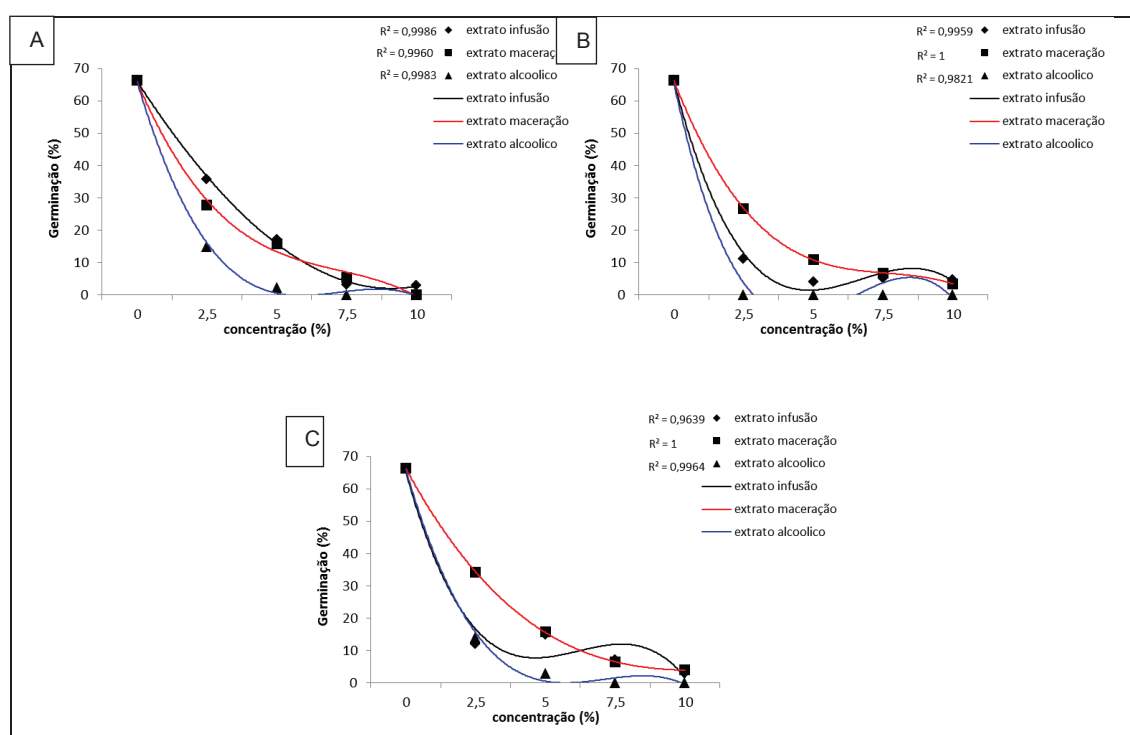 A
R² = 0,9986 extrato infusão
R² = 0,9960 extrato maceraçã
R² = 0,9983 extrato alcoolico
extrato infusão
extrato maceração
extrato alcoolico
Germinação (%)
70
60
50
40
30
20
10
0
0 2,5 5 7,5 10
concentração (%)
B
R² = 0,9959 extrato infusão
R² = 1 extrato maceração
R² = 0,9821 extrato alcoolico
extrato infusão
extrato maceração
extrato alcoolico
Germinação (%)
70
60
50
40
30
20
10
0
0 2,5 5 7,5 10
concentração (%)
C
R² = 0,9639 extrato infusão
R² = 1 extrato maceração
R² = 0,9964 extrato alcoolico
extrato infusão
extrato maceração
extrato alcoolico
Germinação (%)
70
60
50
40
30
20
10
0
0 2,5 5 7,5 10
concentração (%)